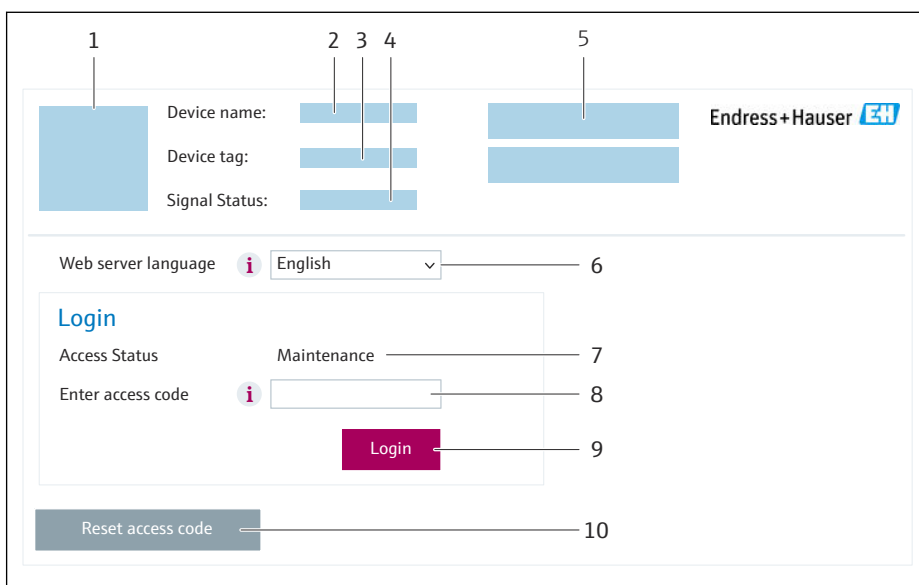 1 2 3 4 5
Device name:
Endress+Hauser EH
Device tag:
Signal Status:
Web server language i English 6
Login
Access Status Maintenance 7
Enter access code i 8
Login 9
Reset access code 10